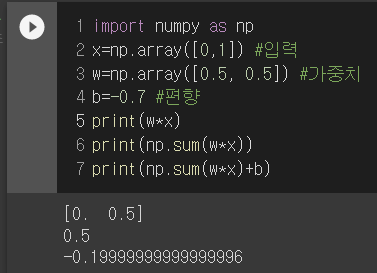 1 import numpy as np
2 x=np.array([0,1]) #입력
3 w=np.array([0.5, 0.5]) #가중치
4 b=-0.7 #편향
5 print(w*x)
6 print(np.sum(w*x))
7 print(np.sum(w*x)+b)
[0.  0.5]
0.5
-0.19999999999999996